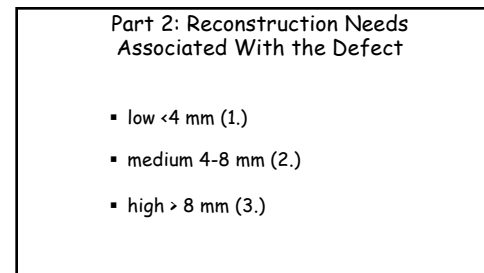 Part 2: Reconstruction Needs
Associated With the Defect
▪ low <4 mm (1.)
▪ medium 4-8 mm (2.)
▪ high > 8 mm (3.)